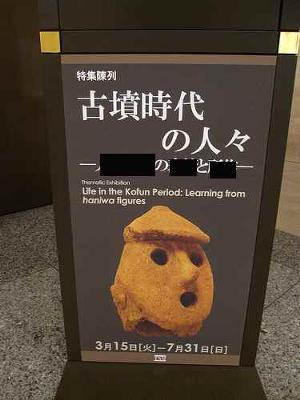 特集陳列
古墳時代
の人々
Thematic Exhibition
Life in the Kofun Period: Learning from
haniwa figures
3月15日[火]—7月31日[日]